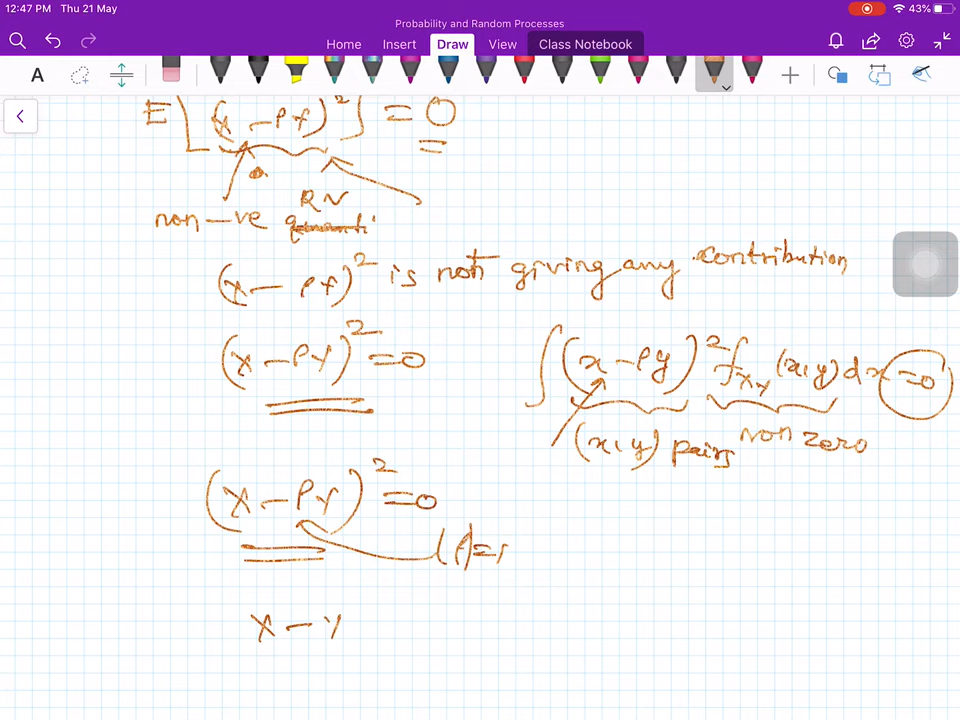 12:47 PM Thu 21 May
43%
Probability and Random Processes
Home Insert Draw View Class Notebook
A
E[(X - ρY)²] = 0
RV
non-ve quanti
(X - ρY)² is not giving any contribution
(X - ρY)² = 0
∫(x - ρy)² f_XY (x,y) dx = 0
(x,y) pairs non zero
(X - ρY)² = 0
|ρ| = 1
X - Y